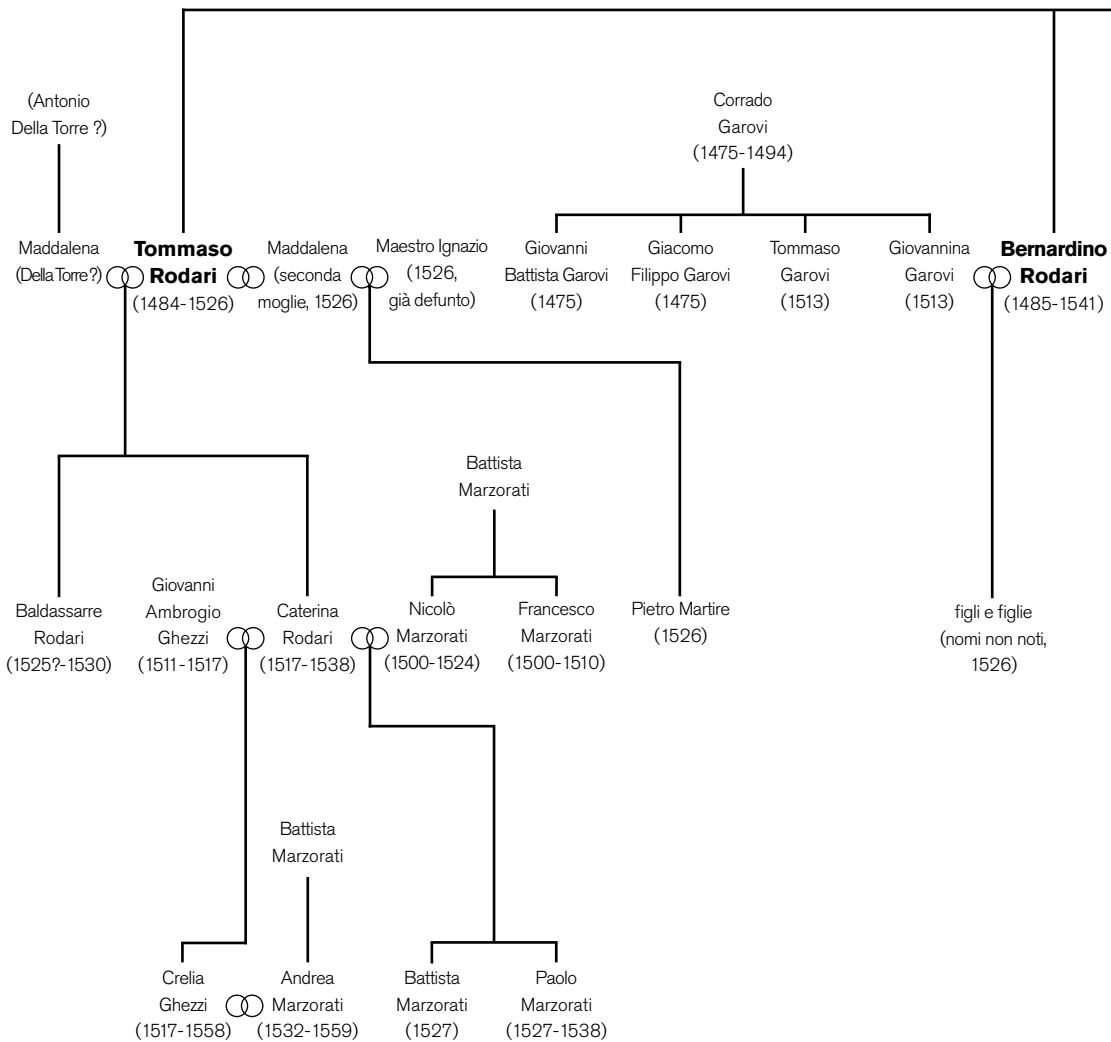 (Antonio
Della Torre ?)
Corrado
Garovi
(1475-1494)
Maddalena
(Della Torre?)
Tommaso
Rodari
(1484-1526)
Maddalena
(seconda
moglie, 1526)
Maestro Ignazio
(1526,
già defunto)
Giovanni
Battista Garovi
(1475)
Giacomo
Filippo Garovi
(1475)
Tommaso
Garovi
(1513)
Giovannina
Garovi
(1513)
Bernardino
Rodari
(1485-1541)
Battista
Marzorati
Baldassarre
Rodari
(1525?-1530)
Giovanni
Ambrogio
Ghezzi
(1511-1517)
Caterina
Rodari
(1517-1538)
Nicolò
Marzorati
(1500-1524)
Francesco
Marzorati
(1500-1510)
Pietro Martire
(1526)
figli e figlie
(nomi non noti,
1526)
Battista
Marzorati
Crelia
Ghezzi
(1517-1558)
Andrea
Marzorati
(1532-1559)
Battista
Marzorati
(1527)
Paolo
Marzorati
(1527-1538)